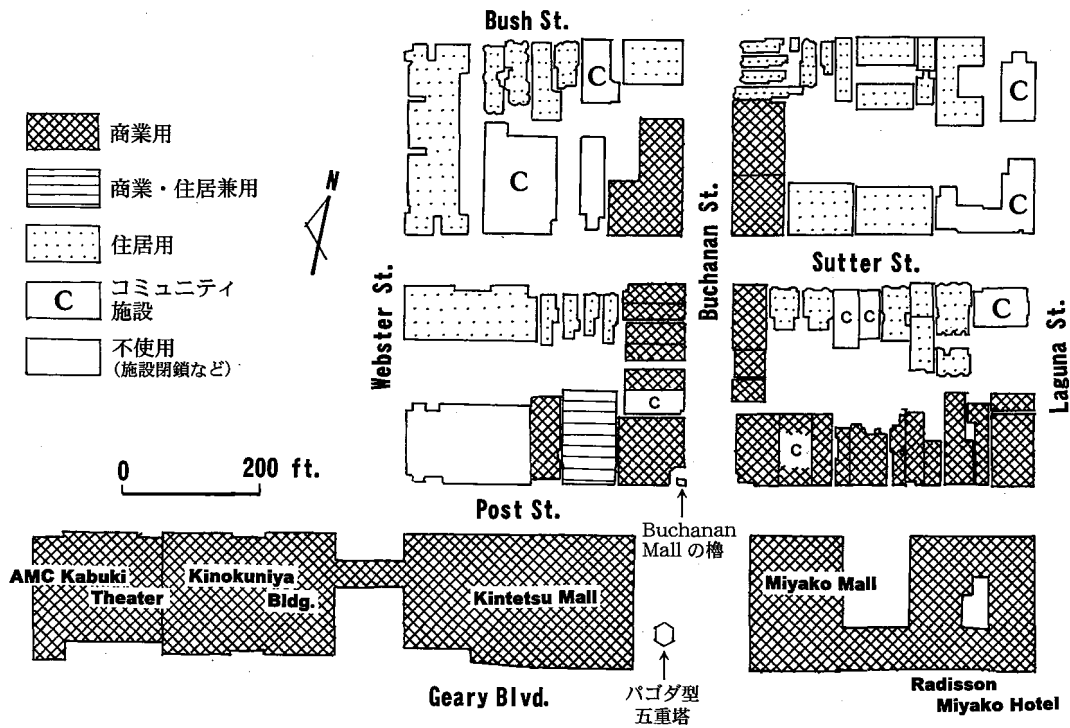 Bush St.
商業用
商業・住居兼用
住居用
C
コミュニティ
施設
不使用
(施設閉鎖など)
N
C
C
C
C
Webster St.
Buchanan St.
Sutter St.
Laguna St.
C
C
C
C
C
0
200 ft.
Post St.
Buchanan
Mall の櫓
AMC Kabuki
Theater
Kinokuniya
Bldg.
Kintetsu Mall
Miyako Mall
Geary Blvd.
パゴダ型
五重塔
Radisson
Miyako Hotel